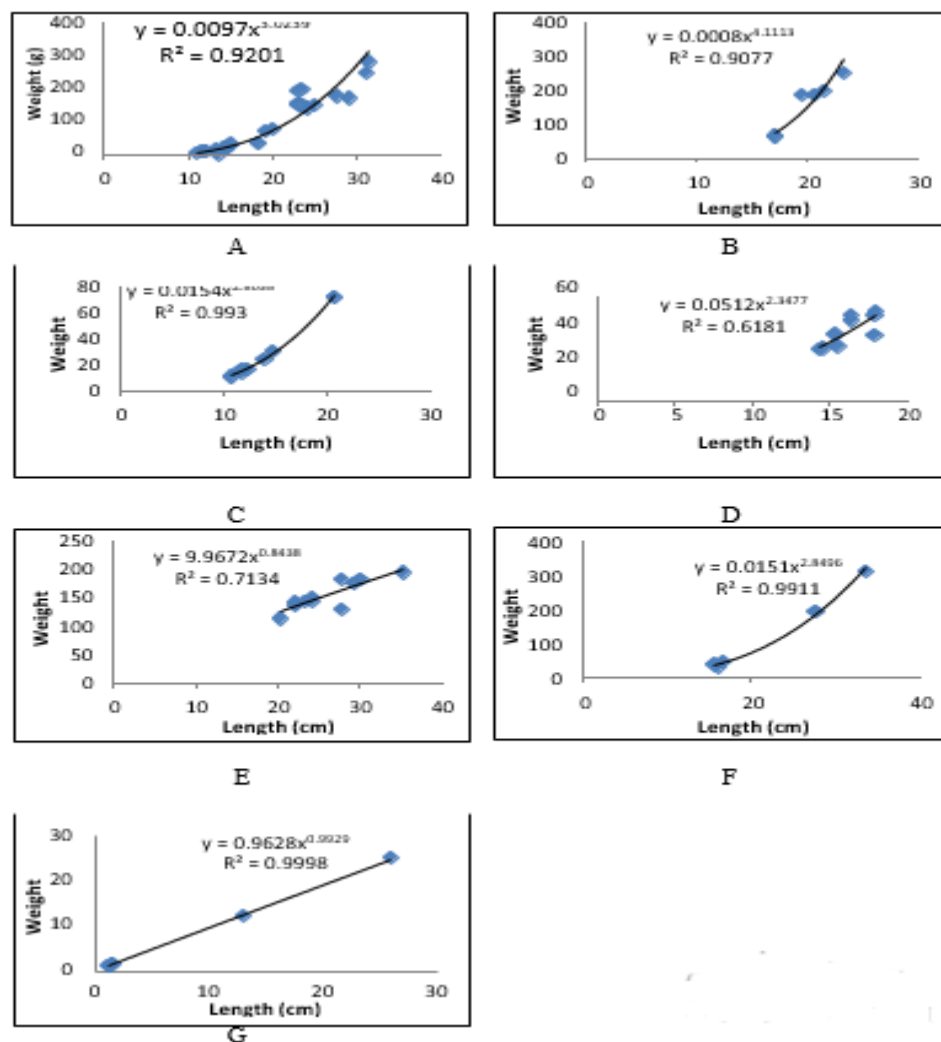 400
300
200
100
0
Weight (g)
y = 0.0097x^3.0239
R² = 0.9201
0 10 20 30 40
Length (cm)
A
400
300
200
100
0
Weight
y = 0.0008x^4.1113
R² = 0.9077
0 10 20 30
Length (cm)
B
80
60
40
20
0
Weight
y = 0.0154x
R² = 0.993
0 10 20 30
Length (cm)
C
60
40
20
0
Weight
y = 0.0512x^2.3477
R² = 0.6181
0 5 10 15 20
Length (cm)
D
250
200
150
100
50
0
Weight
y = 9.9672x^0.8438
R² = 0.7134
0 10 20 30 40
Length (cm)
E
400
300
200
100
0
Weight
y = 0.0151x^2.8496
R² = 0.9911
0 20 40
Length (cm)
F
30
20
10
0
Weight
y = 0.9628x^0.9929
R² = 0.9998
0 10 20 30
Length (cm)
G